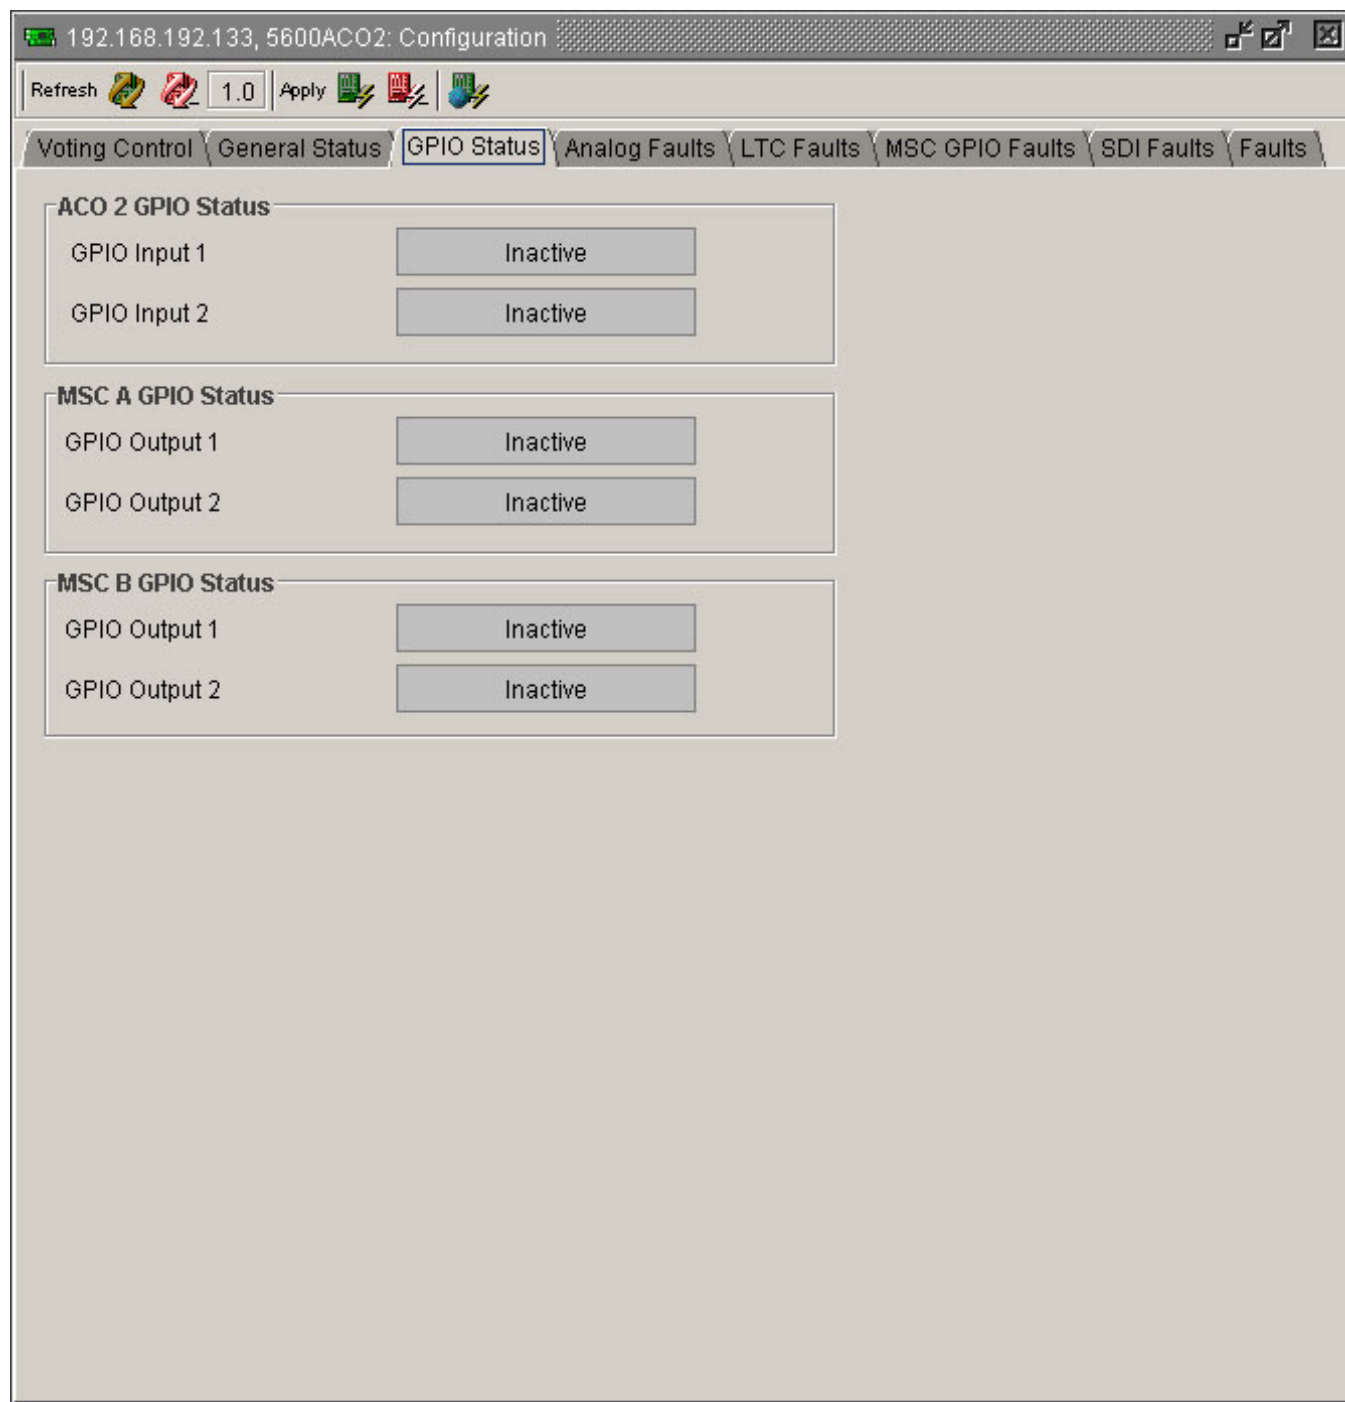 192.168.192.133, 5600ACO2: Configuration
Refresh 1.0 Apply
Voting Control General Status GPIO Status Analog Faults LTC Faults MSC GPIO Faults SDI Faults Faults
ACO 2 GPIO Status
GPIO Input 1 Inactive
GPIO Input 2 Inactive
MSC A GPIO Status
GPIO Output 1 Inactive
GPIO Output 2 Inactive
MSC B GPIO Status
GPIO Output 1 Inactive
GPIO Output 2 Inactive